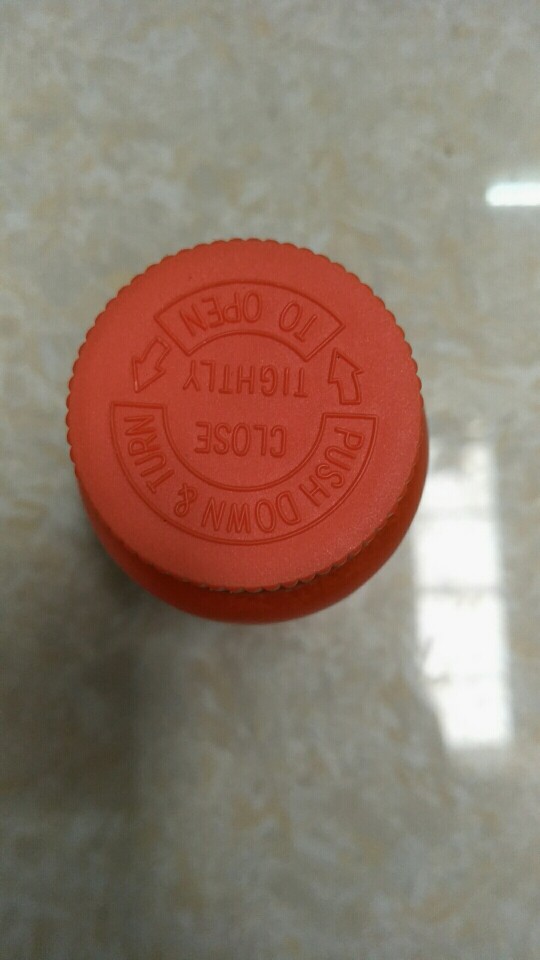 PUSH DOWN & TURN
CLOSE
TIGHTLY
TO OPEN